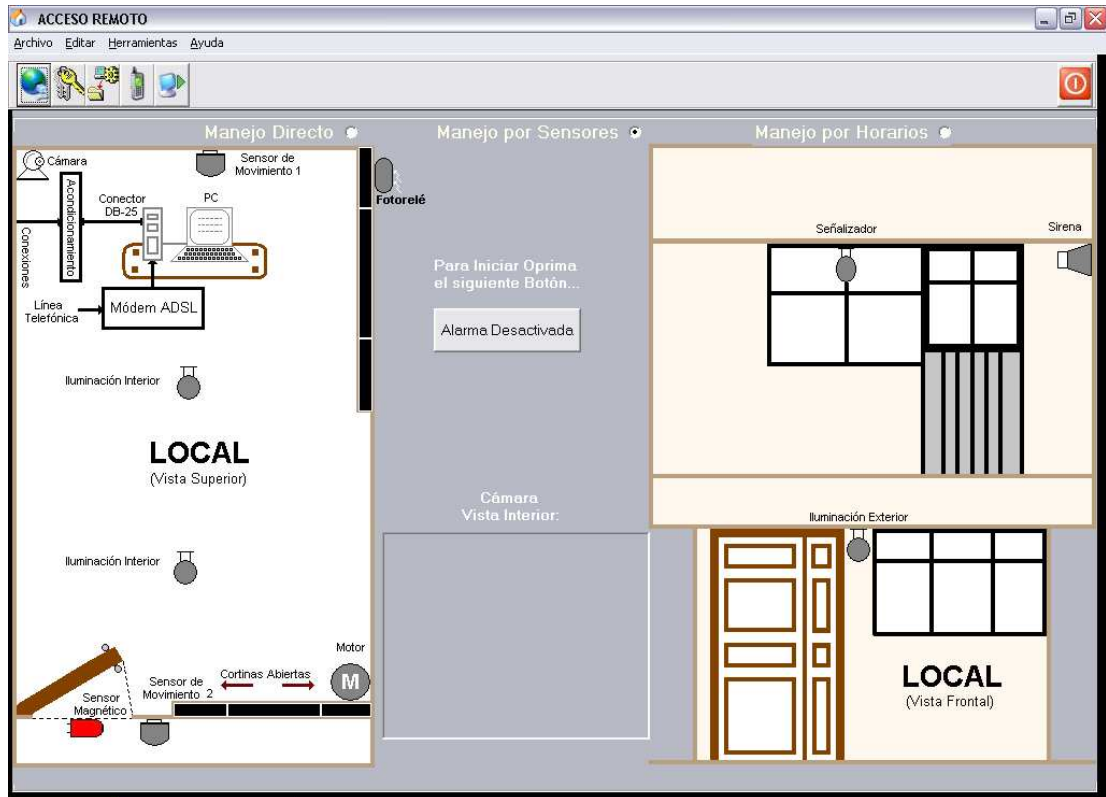 ACCESO REMOTO
Archivo Editar Herramientas Ayuda
Manejo Directo
Manejo por Sensores
Manejo por Horarios
Cámara
Sensor de
Movimiento 1
Acondicionamiento
Conector
DB-25
PC
Fotorelé
Conexiones
Línea
Telefónica
Módem ADSL
Para Iniciar Oprima
el siguiente Botón...
Alarma Desactivada
Señalizador
Sirena
Iluminación Interior
LOCAL
(Vista Superior)
Cámara
Vista Interior:
Iluminación Exterior
Iluminación Interior
Motor
M
Cortinas Abiertas
Sensor de
Movimiento 2
Sensor
Magnético
LOCAL
(Vista Frontal)